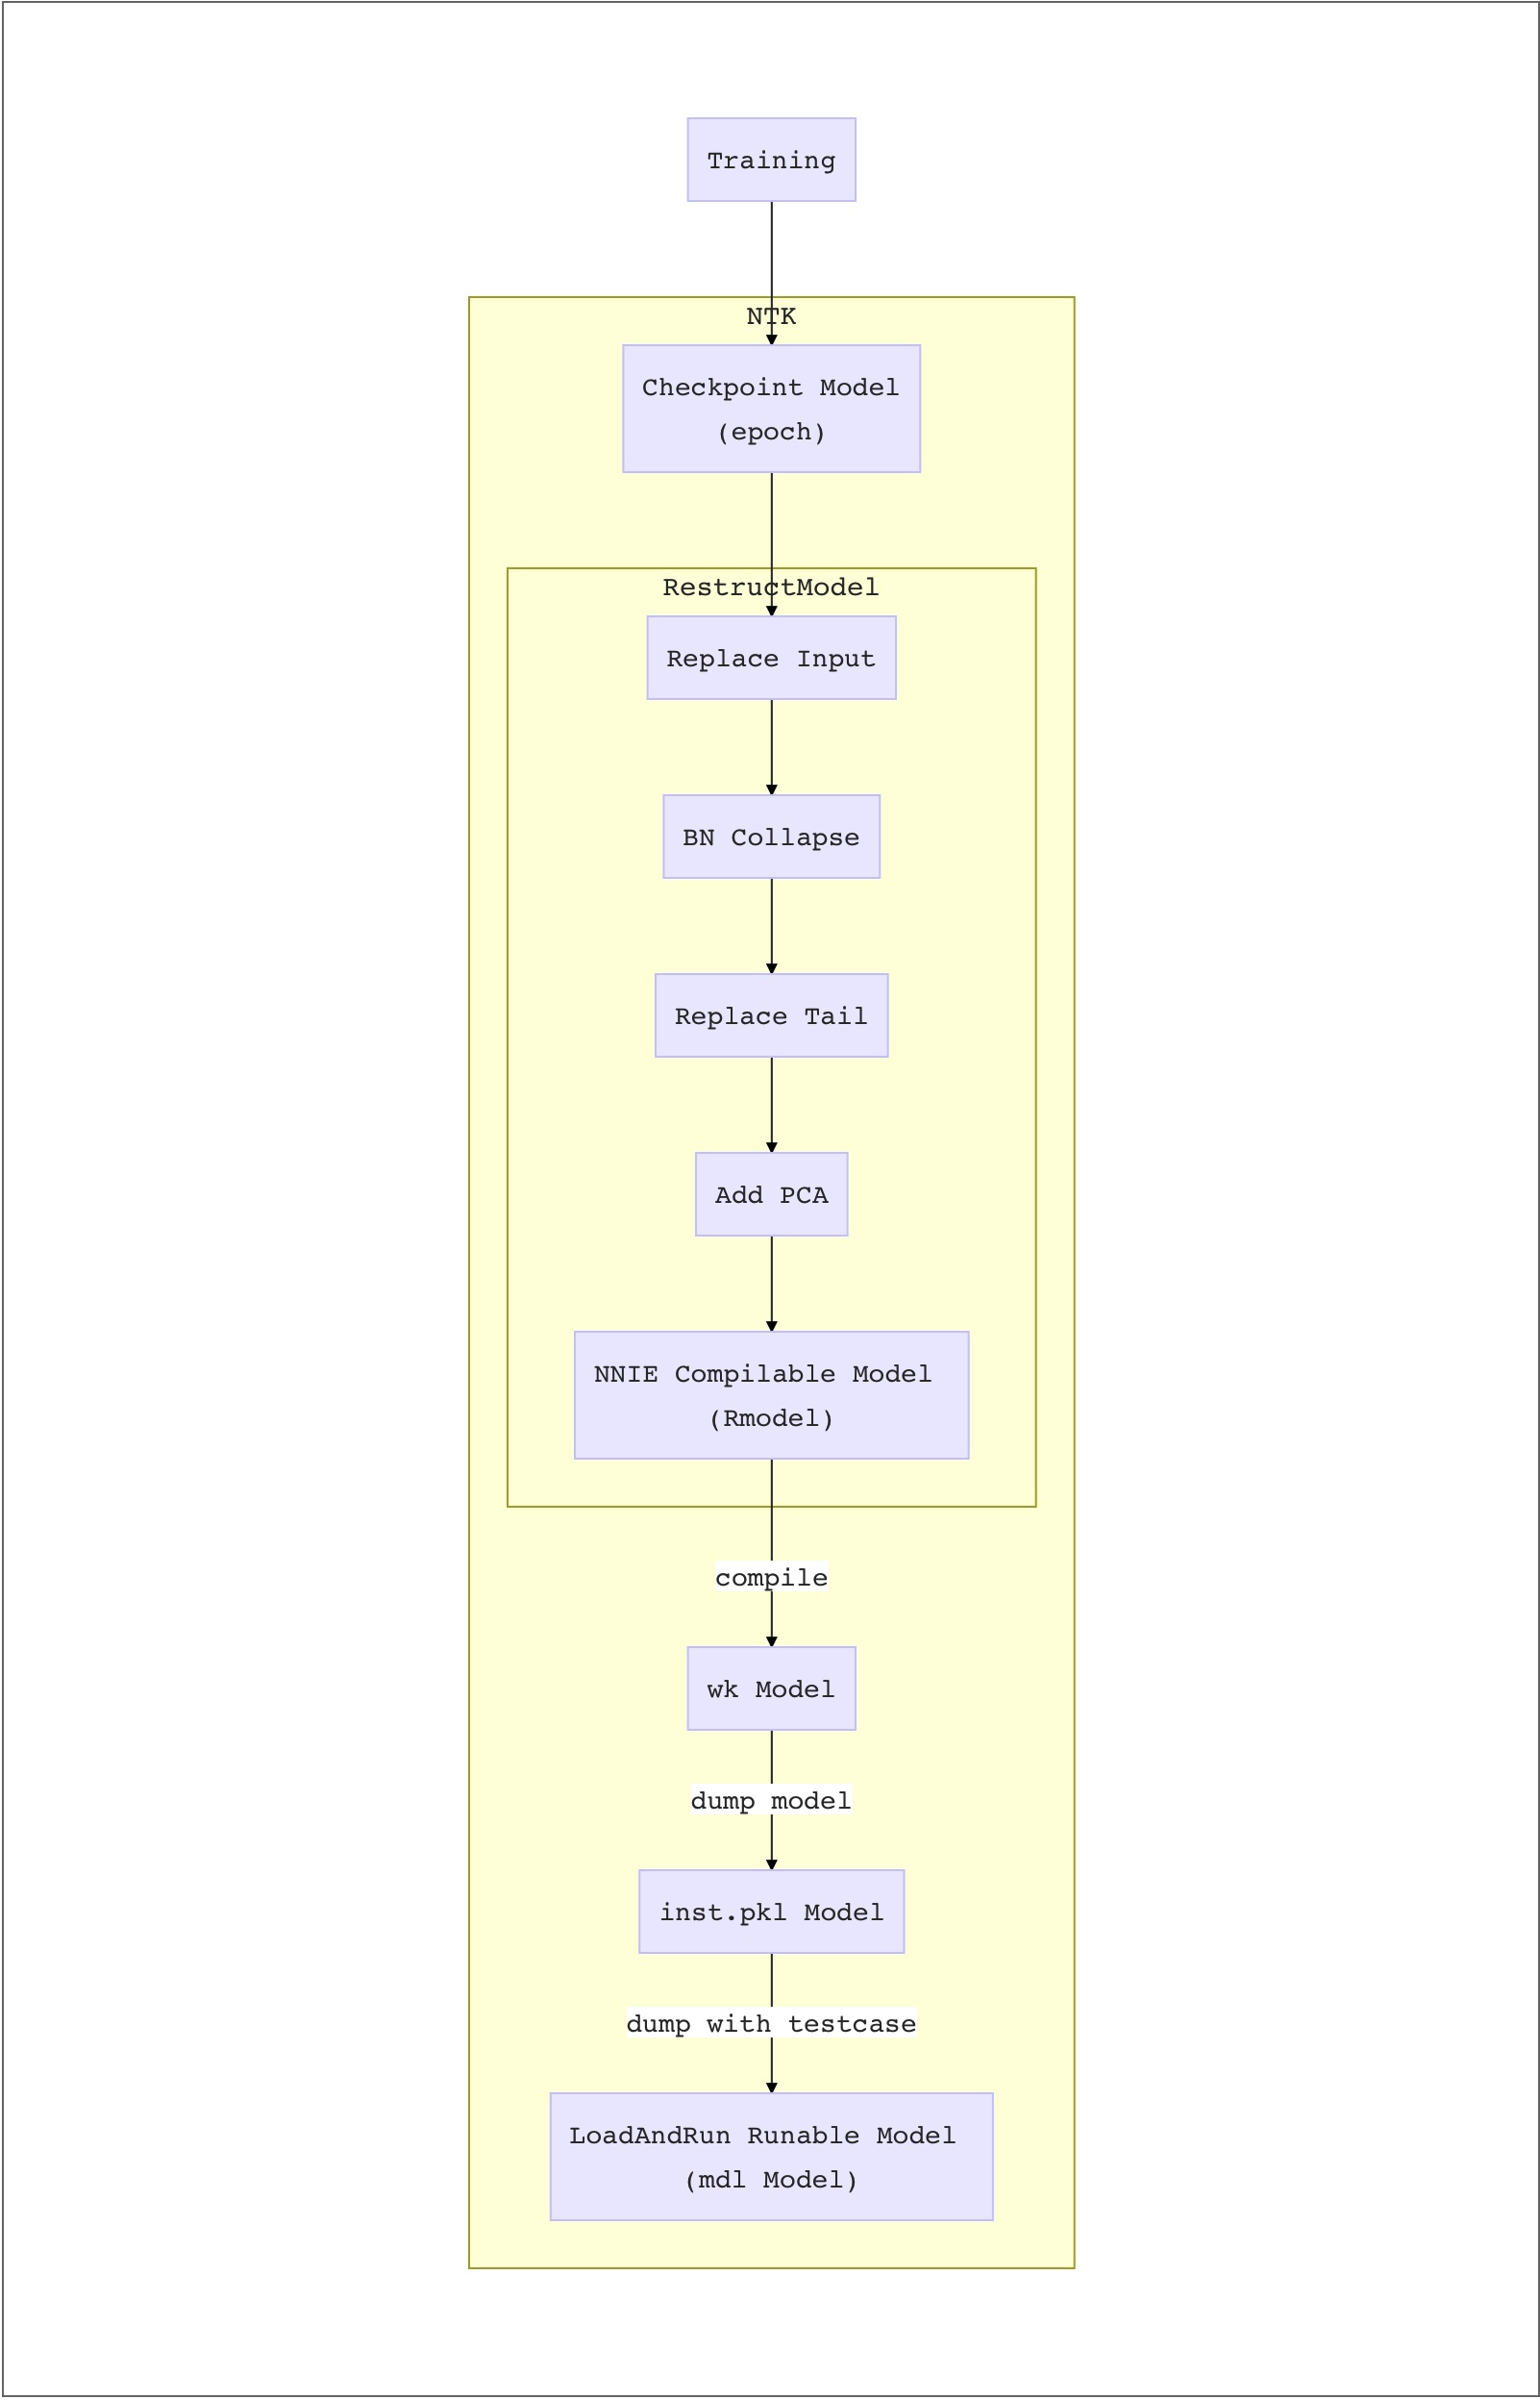 Training
NTK
Checkpoint Model
(epoch)
RestructModel
Replace Input
BN Collapse
Replace Tail
Add PCA
NNIE Compilable Model
(Rmodel)
compile
wk Model
dump model
inst.pkl Model
dump with testcase
LoadAndRun Runable Model
(mdl Model)